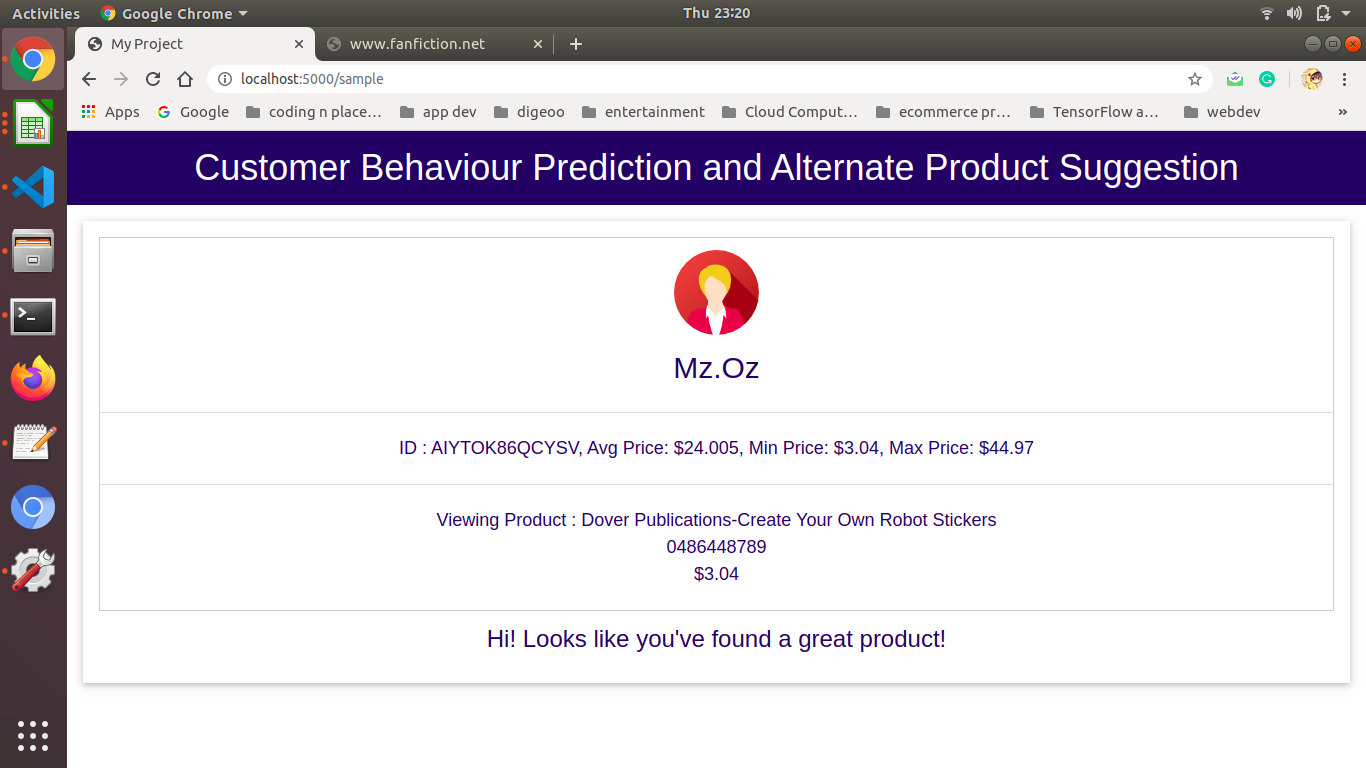 Activities Google Chrome Thu 23:20
My Project www.fanfiction.net
localhost:5000/sample
Apps Google coding n place... app dev digeoo entertainment Cloud Comput... ecommerce pr... TensorFlow a... webdev »
Customer Behaviour Prediction and Alternate Product Suggestion
Mz.Oz
ID : AIYTOK86QCYSV, Avg Price: $24.005, Min Price: $3.04, Max Price: $44.97
Viewing Product : Dover Publications-Create Your Own Robot Stickers
0486448789
$3.04
Hi! Looks like you've found a great product!